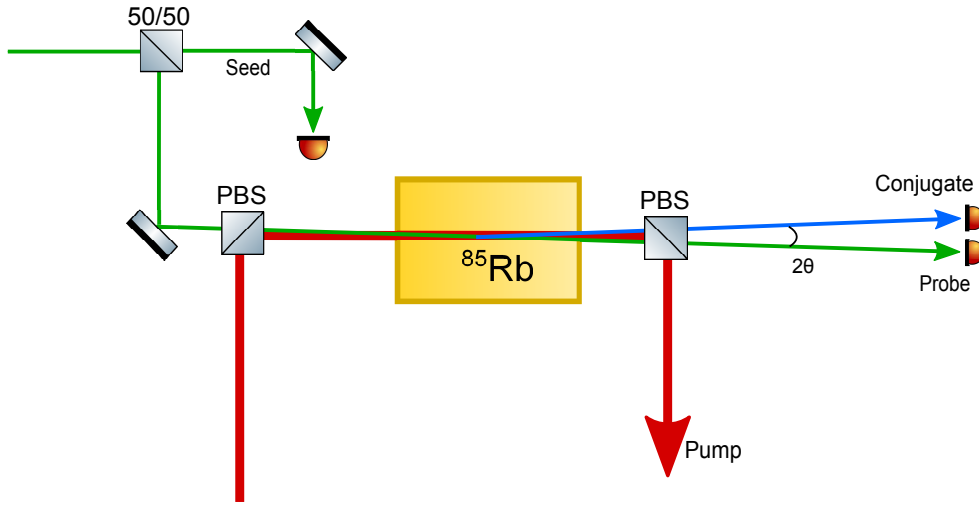 50/50
Seed
PBS
PBS
Conjugate
⁸⁵Rb
2θ
Probe
Pump